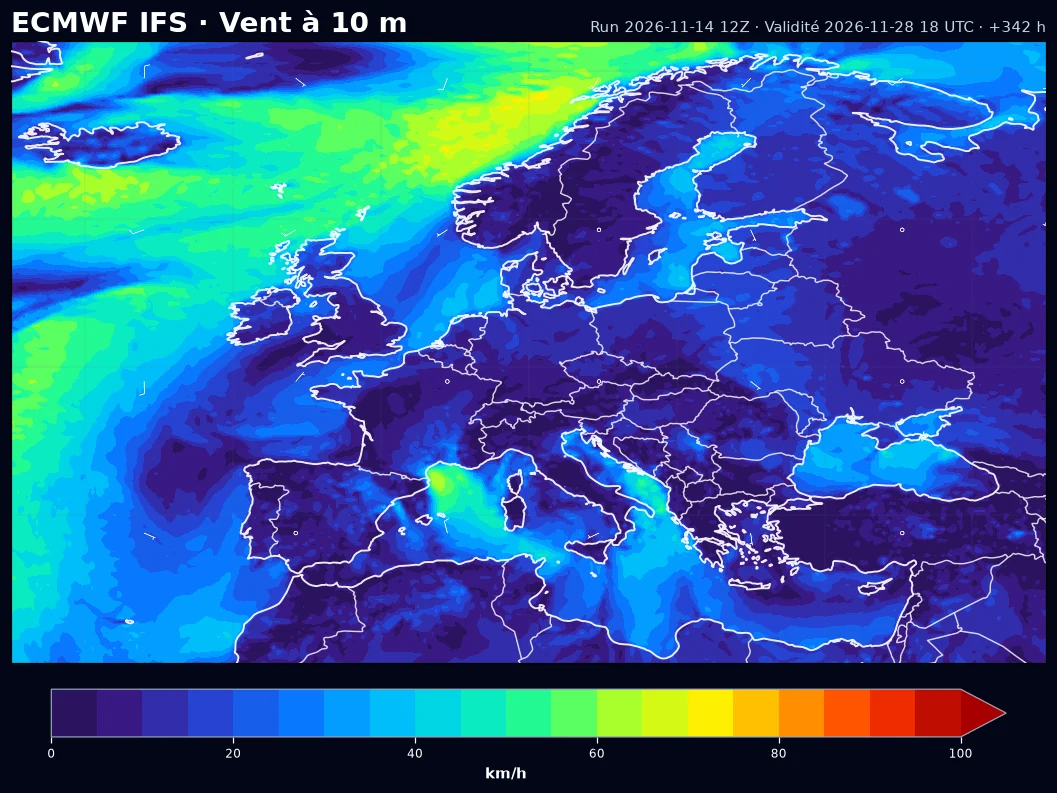 ECMWF IFS · Vent à 10 m
Run 2026-11-14 12Z · Validité 2026-11-28 18 UTC · +342 h
0 20 40 60 80 100
km/h